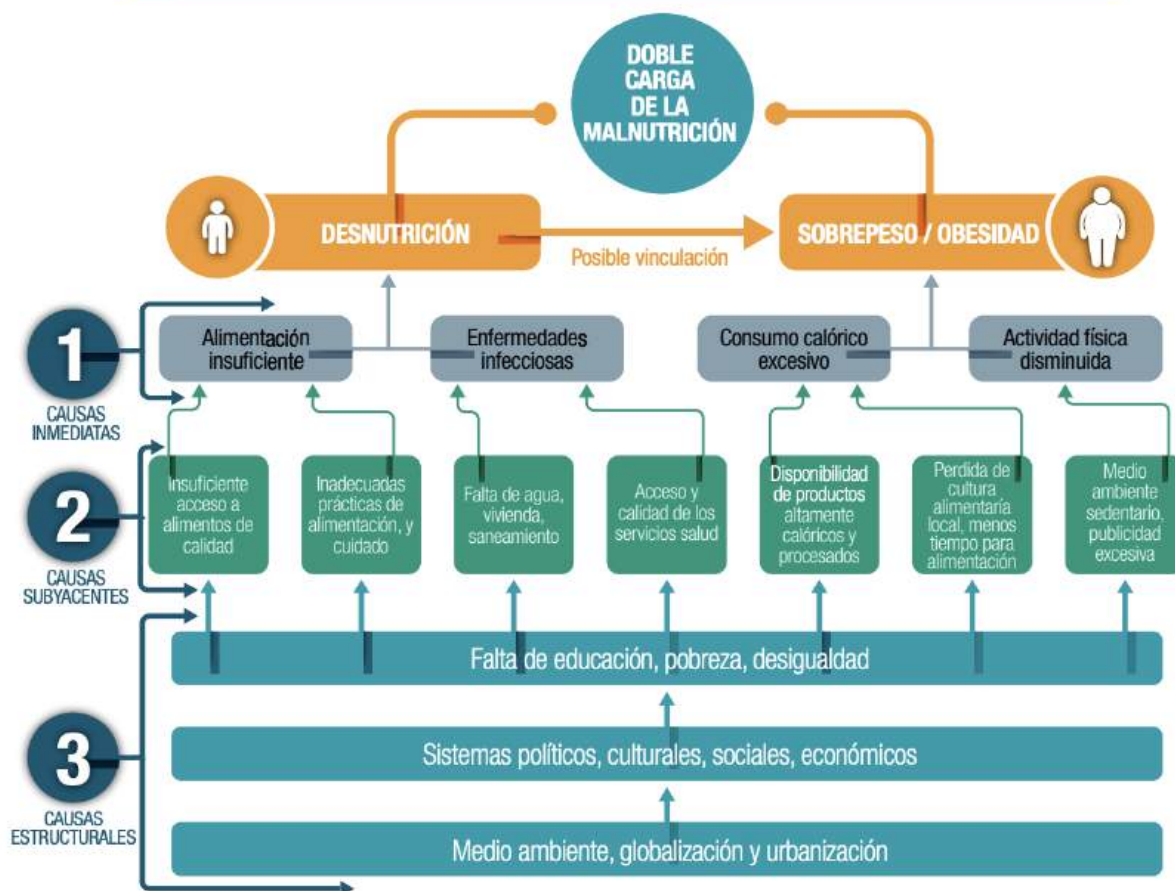 DOBLE
CARGA
DE LA
MALNUTRICIÓN
DESNUTRICIÓN
Posible vinculación
SOBREPESO / OBESIDAD
1
CAUSAS
INMEDIATAS
Alimentación
insuficiente
Enfermedades
infecciosas
Consumo calórico
excesivo
Actividad física
disminuida
2
CAUSAS
SUBYACENTES
Insuficiente
acceso a
alimentos de
calidad
Inadecuadas
prácticas de
alimentación, y
cuidado
Falta de agua,
vivienda,
saneamiento
Acceso y
calidad de los
servicios salud
Disponibilidad
de productos
altamente
calóricos y
procesados
Perdida de
cultura
alimentaría
local, menos
tiempo para
alimentación
Medio
ambiente
sedentario,
publicidad
excesiva
3
CAUSAS
ESTRUCTURALES
Falta de educación, pobreza, desigualdad
Sistemas políticos, culturales, sociales, económicos
Medio ambiente, globalización y urbanización